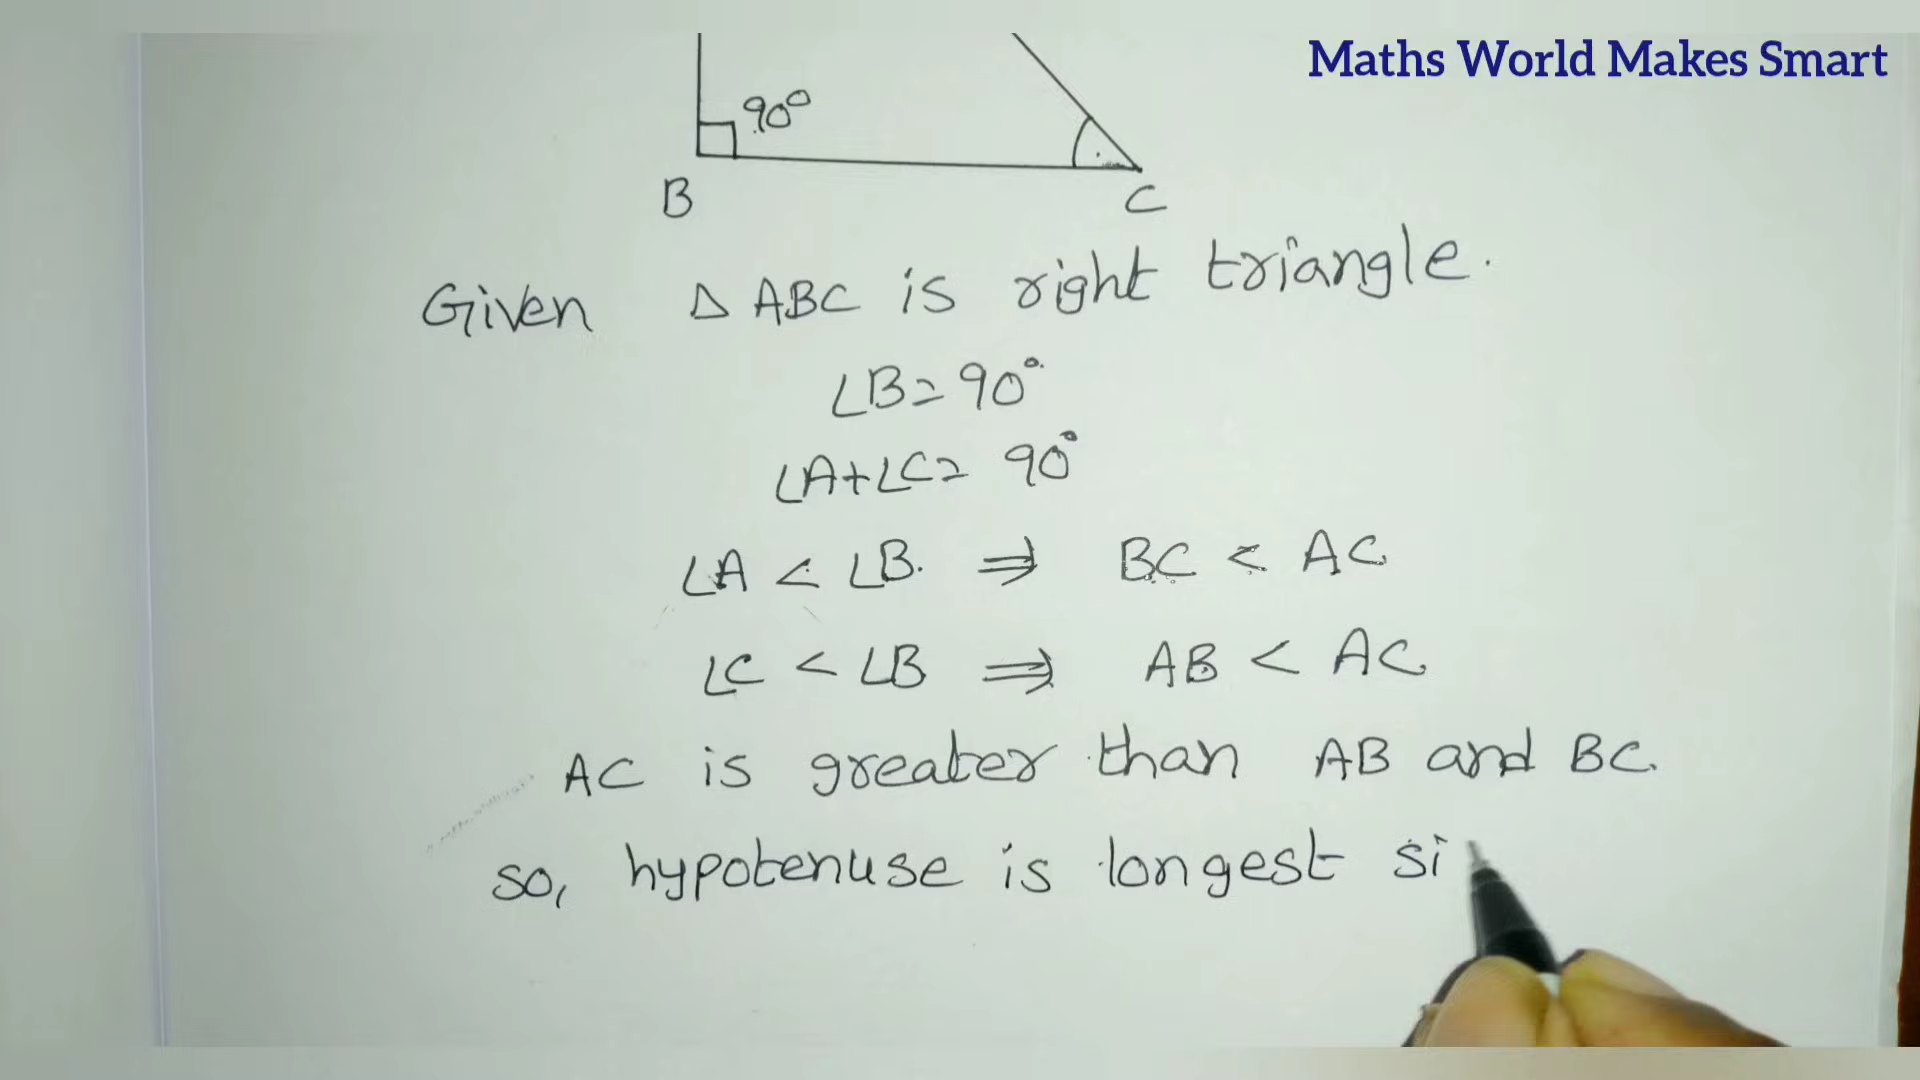 Maths World Makes Smart
90°
B C
Given Δ ABC is right triangle.
∠B = 90°
∠A+∠C = 90°
∠A < ∠B. ⇒ BC < AC
∠C < ∠B ⇒ AB < AC
AC is greater than AB and BC.
so, hypotenuse is longest si